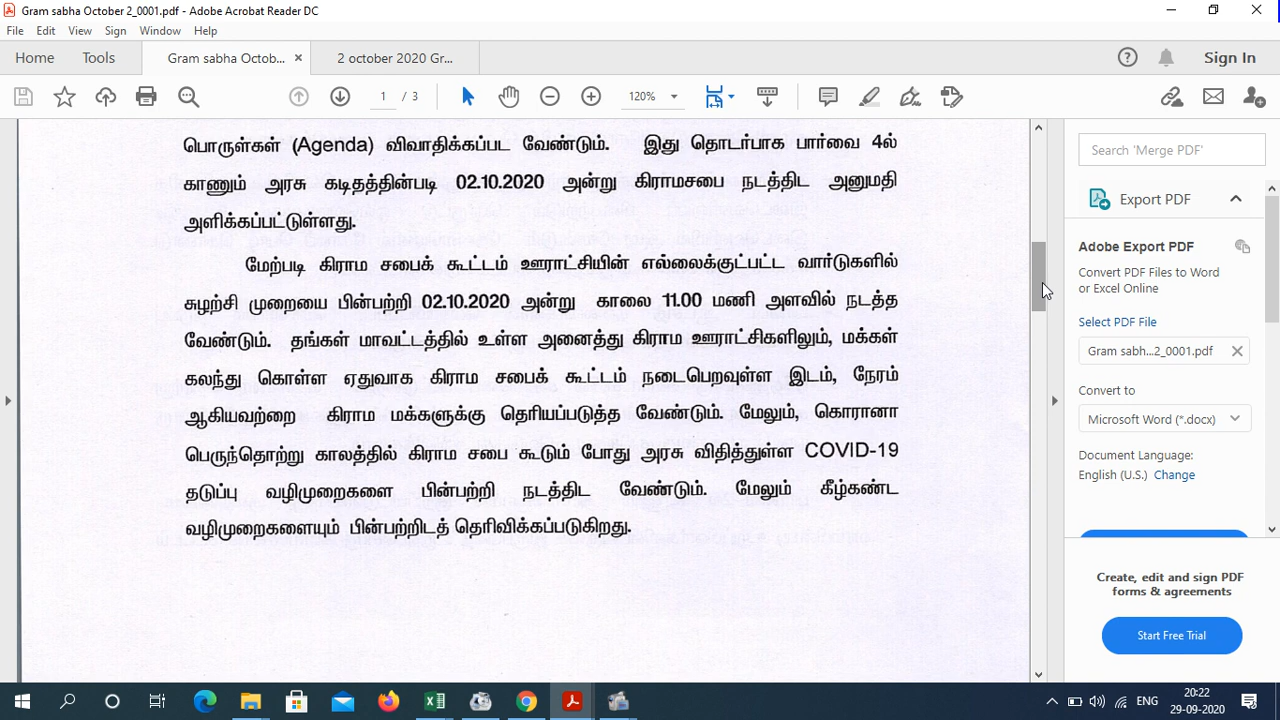 Gram sabha October 2_0001.pdf - Adobe Acrobat Reader DC
File Edit View Sign Window Help
Home Tools Gram sabha Octob... × 2 october 2020 Gr... Sign In
1 / 3 120%
பொருள்கள் (Agenda) விவாதிக்கப்பட வேண்டும். இது தொடர்பாக பார்வை 4ல்
காணும் அரசு கடிதத்தின்படி 02.10.2020 அன்று கிராமசபை நடத்திட அனுமதி
அளிக்கப்பட்டுள்ளது.
மேற்படி கிராம சபைக் கூட்டம் ஊராட்சியின் எல்லைக்குட்பட்ட வார்டுகளில்
சுழற்சி முறையை பின்பற்றி 02.10.2020 அன்று காலை 11.00 மணி அளவில் நடத்த
வேண்டும். தங்கள் மாவட்டத்தில் உள்ள அனைத்து கிராம ஊராட்சிகளிலும், மக்கள்
கலந்து கொள்ள ஏதுவாக கிராம சபைக் கூட்டம் நடைபெறவுள்ள இடம், நேரம்
ஆகியவற்றை கிராம மக்களுக்கு தெரியப்படுத்த வேண்டும். மேலும், கொரானா
பெருந்தொற்று காலத்தில் கிராம சபை கூடும் போது அரசு விதித்துள்ள COVID-19
தடுப்பு வழிமுறைகளை பின்பற்றி நடத்திட வேண்டும். மேலும் கீழ்கண்ட
வழிமுறைகளையும் பின்பற்றிடத் தெரிவிக்கப்படுகிறது.
Search 'Merge PDF'
Export PDF
Adobe Export PDF
Convert PDF Files to Word
or Excel Online
Select PDF File
Gram sabh...2_0001.pdf
Convert to
Microsoft Word (*.docx)
Document Language:
English (U.S.) Change
Create, edit and sign PDF
forms & agreements
Start Free Trial
ENG
20:22
29-09-2020